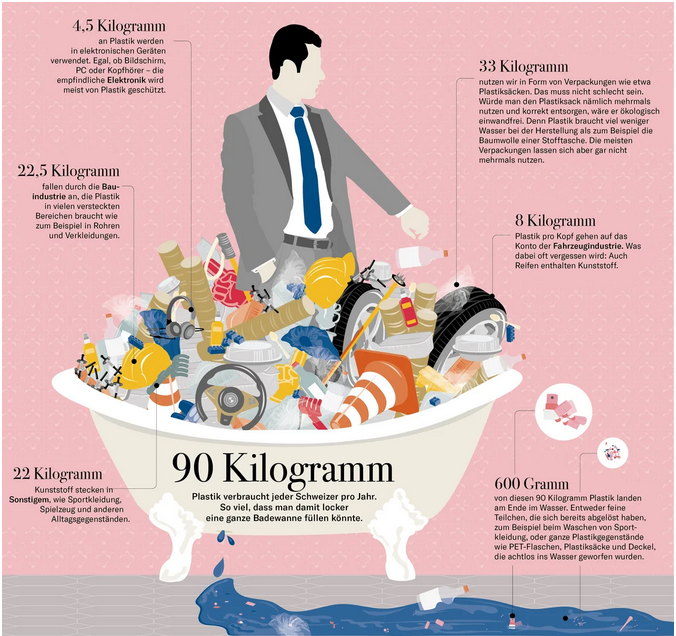 4,5 Kilogramm
an Plastik werden
in elektronischen Geräten
verwendet. Egal, ob Bildschirm,
PC oder Kopfhörer – die
empfindliche Elektronik wird
meist von Plastik geschützt.
33 Kilogramm
nutzen wir in Form von Verpackungen wie etwa
Plastiksäcken. Das muss nicht schlecht sein.
Würde man den Plastiksack nämlich mehrmals
nutzen und korrekt entsorgen, wäre er ökologisch
einwandfrei. Denn Plastik braucht viel weniger
Wasser bei der Herstellung als zum Beispiel die
Baumwolle einer Stofftasche. Die meisten
Verpackungen lassen sich aber gar nicht
mehrmals nutzen.
22,5 Kilogramm
fallen durch die Bau-
industrie an, die Plastik
in vielen versteckten
Bereichen braucht wie
zum Beispiel in Rohren
und Verkleidungen.
8 Kilogramm
Plastik pro Kopf gehen auf das
Konto der Fahrzeugindustrie. Was
dabei oft vergessen wird: Auch
Reifen enthalten Kunststoff.
90 Kilogramm
Plastik verbraucht jeder Schweizer pro Jahr.
So viel, dass man damit locker
eine ganze Badewanne füllen könnte.
22 Kilogramm
Kunststoff stecken in
Sonstigem, wie Sportkleidung,
Spielzeug und anderen
Alltagsgegenständen.
600 Gramm
von diesen 90 Kilogramm Plastik landen
am Ende im Wasser. Entweder feine
Teilchen, die sich bereits abgelöst haben,
zum Beispiel beim Waschen von Sport-
kleidung, oder ganze Plastikgegenstände
wie PET-Flaschen, Plastiksäcke und Deckel,
die achtlos ins Wasser geworfen wurden.